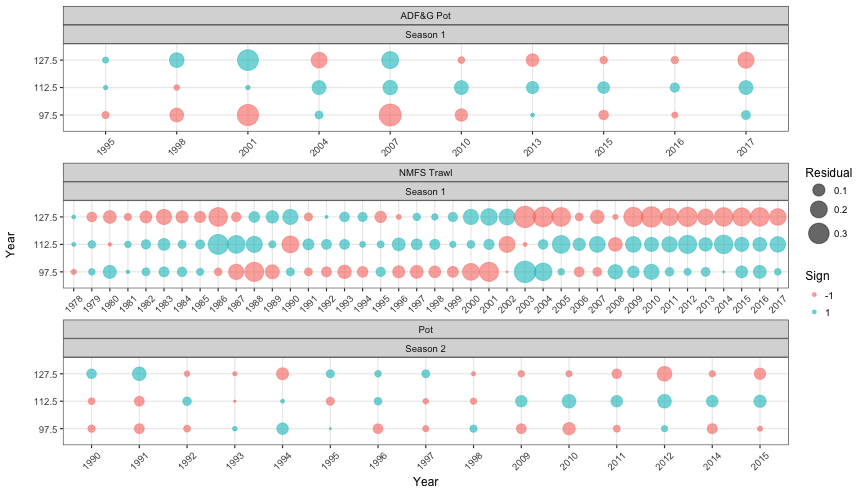 ADF&G Pot
Season 1
127.5
112.5
97.5
1995 1998 2001 2004 2007 2010 2013 2015 2016 2017
NMFS Trawl
Season 1
127.5
112.5
97.5
1978 1979 1980 1981 1982 1983 1984 1985 1986 1987 1988 1989 1990 1991 1992 1993 1994 1995 1996 1997 1998 1999 2000 2001 2002 2003 2004 2005 2006 2007 2008 2009 2010 2011 2012 2013 2014 2015 2016 2017
Pot
Season 2
127.5
112.5
97.5
1990 1991 1992 1993 1994 1995 1996 1997 1998 2009 2010 2011 2012 2014 2015
Year
Year
Residual
0.1
0.2
0.3
Sign
-1
1